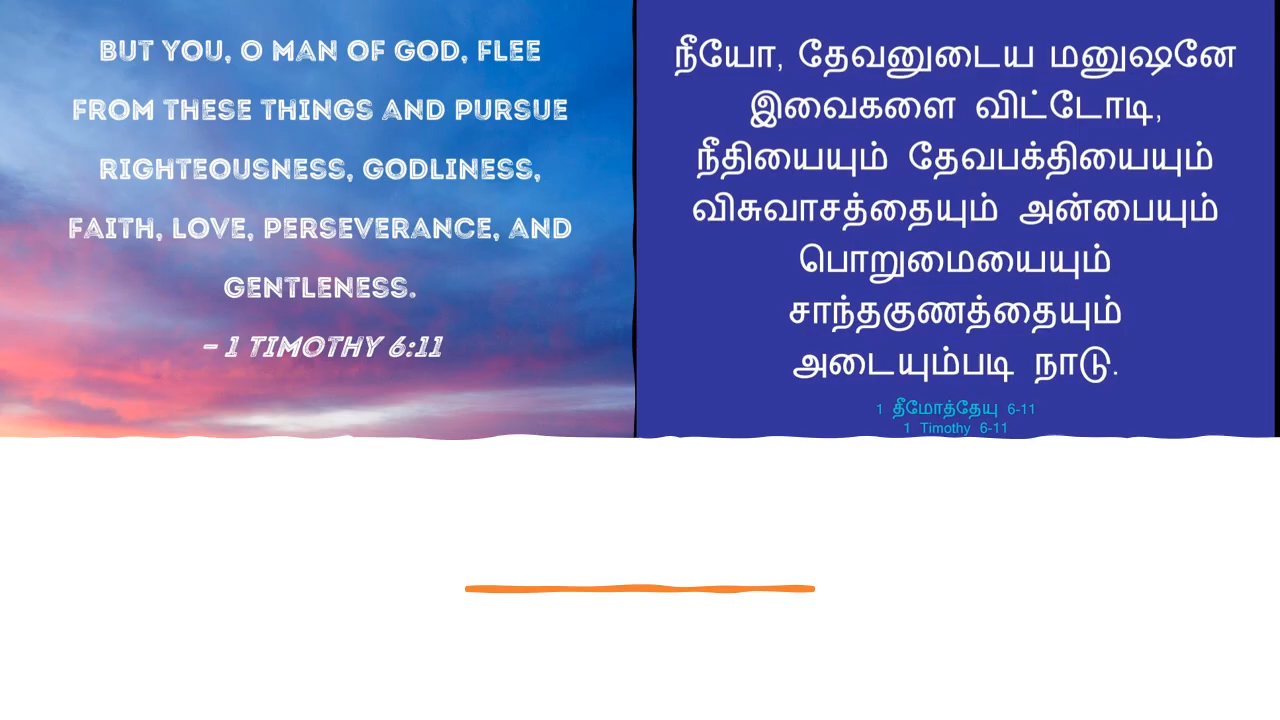 BUT YOU, O MAN OF GOD, FLEE
FROM THESE THINGS AND PURSUE
RIGHTEOUSNESS, GODLINESS,
FAITH, LOVE, PERSEVERANCE, AND
GENTLENESS.
– 1 TIMOTHY 6:11
நீயோ, தேவனுடைய மனுஷனே
இவைகளை விட்டோடி,
நீதியையும் தேவபக்தியையும்
விசுவாசத்தையும் அன்பையும்
பொறுமையையும்
சாந்தகுணத்தையும்
அடையும்படி நாடு.
1 தீமோத்தேயு 6-11
1 Timothy 6-11